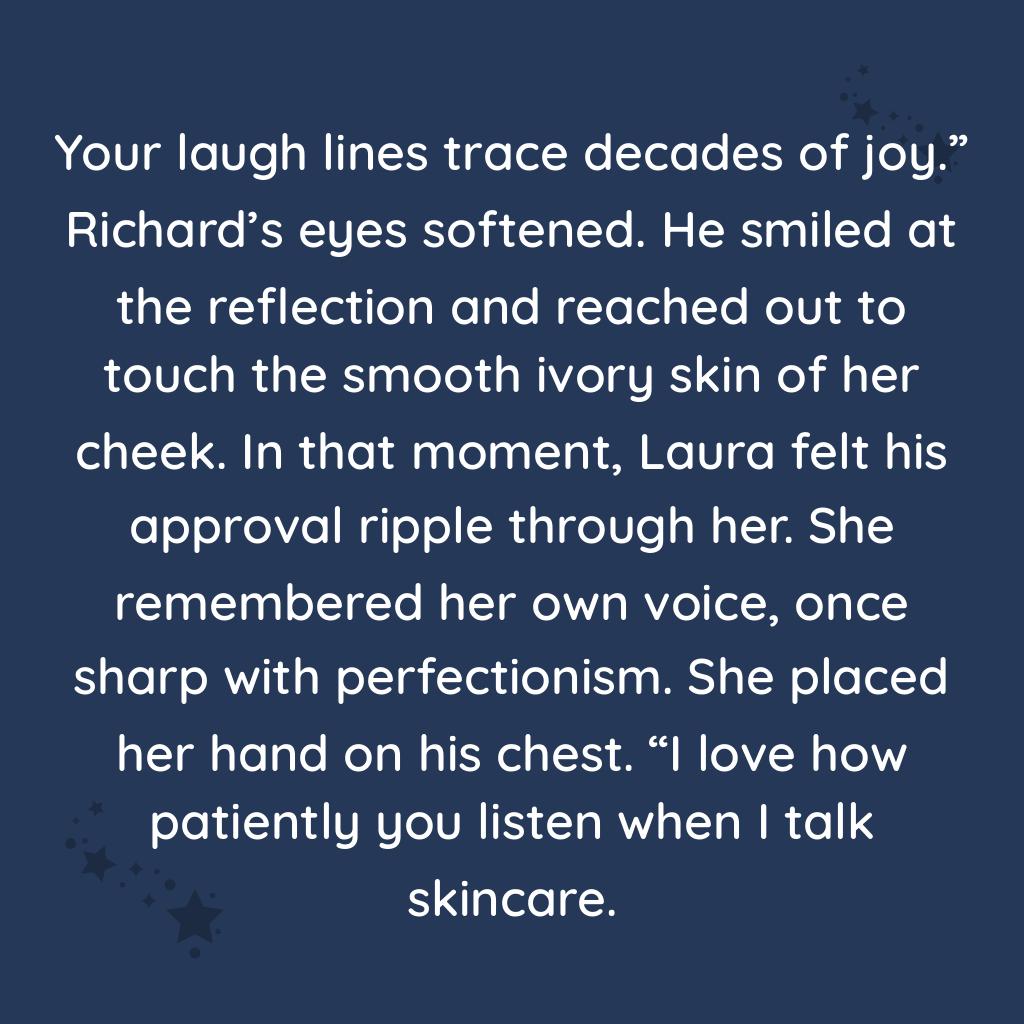 Your laugh lines trace decades of joy.”
Richard’s eyes softened. He smiled at
the reflection and reached out to
touch the smooth ivory skin of her
cheek. In that moment, Laura felt his
approval ripple through her. She
remembered her own voice, once
sharp with perfectionism. She placed
her hand on his chest. “I love how
patiently you listen when I talk
skincare.